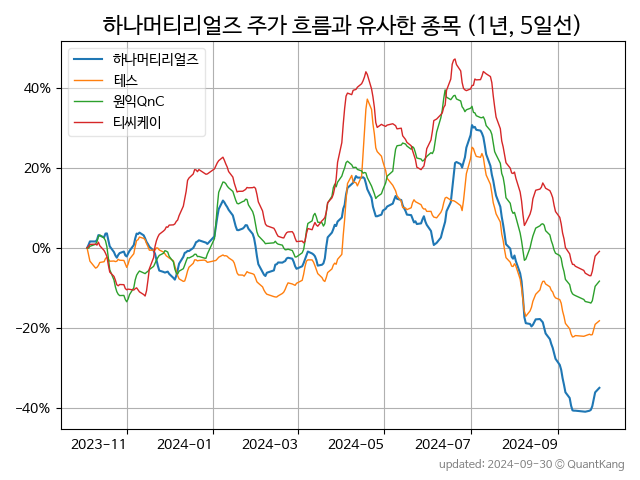 하나머티리얼즈 주가 흐름과 유사한 종목 (1년, 5일선)
하나머티리얼즈
테스
원익QnC
티씨케이
40%
20%
0%
−20%
−40%
2023-11
2024-01
2024-03
2024-05
2024-07
2024-09
updated: 2024-09-30 © QuantKang